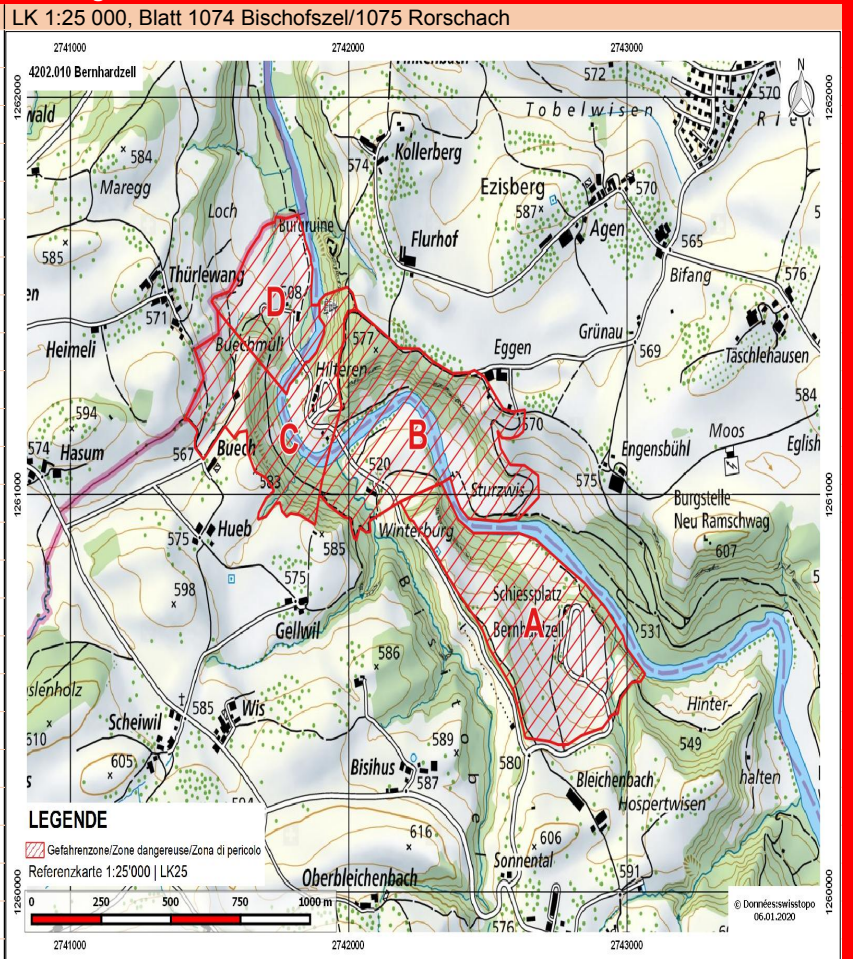 LK 1:25 000, Blatt 1074 Bischofszel/1075 Rorschach
2741000
2742000
2743000
4202.010 Bernhardzell
572
570
N
1262000
1262000
Tobelwisen
wald
584
Maregg
574
Kollerberg
Ezisberg
587
570
Agen
Loch
Burgruine
Flurhof
565
585
Bifang
Thürlewang
D
508
576
en
571
Buechmüli
577
Grünau
Heimeli
Hilteren
Eggen
569
Täschlehausen
584
594
C
B
570
Moos
574
Hasum
567
Buech
Engensbühl
Eglish
520
583
Sturzwis
575
Burgstelle
Neu Ramschwag
1261000
1261000
575
Hueb
585
Winterburg
607
598
575
Schiessplatz
Bernhardzell
A
531
Gellwil
Bisitobel
586
slenholz
Hinter-
585
Wis
Scheiwil
549
610
589
580
605
Bisihus
587
Bleichenbach
halten
Hospertwisen
LEGENDE
616
606
Gefahrenzone/Zone dangereuse/Zona di pericolo
Referenzkarte 1:25'000 | LK25
Sonnental
591
Oberbleichenbach
1260000
1260000
0
250
500
750
1000 m
576
© Données:swisstopo
06.01.2020
2741000
2742000
2743000